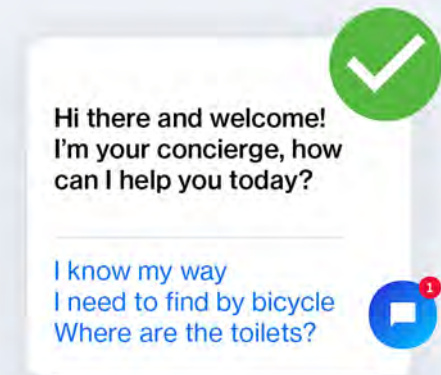 Hi there and welcome!
I'm your concierge, how
can I help you today?
I know my way
I need to find by bicycle
Where are the toilets?
1